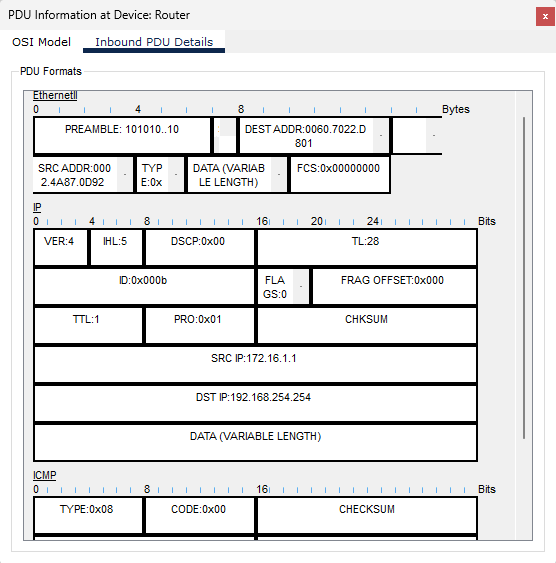 PDU Information at Device: Router
x
OSI Model Inbound PDU Details
PDU Formats
EthernetII
0 4 8 Bytes
PREAMBLE: 101010..10 DEST ADDR:0060.7022.D
801
SRC ADDR:000 TYP DATA (VARIAB FCS:0x00000000
2.4A87.0D92 E:0x LE LENGTH)
IP
0 4 8 16 20 24 Bits
VER:4 IHL:5 DSCP:0x00 TL:28
ID:0x000b FLA FRAG OFFSET:0x000
GS:0
TTL:1 PRO:0x01 CHKSUM
SRC IP:172.16.1.1
DST IP:192.168.254.254
DATA (VARIABLE LENGTH)
ICMP
0 8 16 Bits
TYPE:0x08 CODE:0x00 CHECKSUM